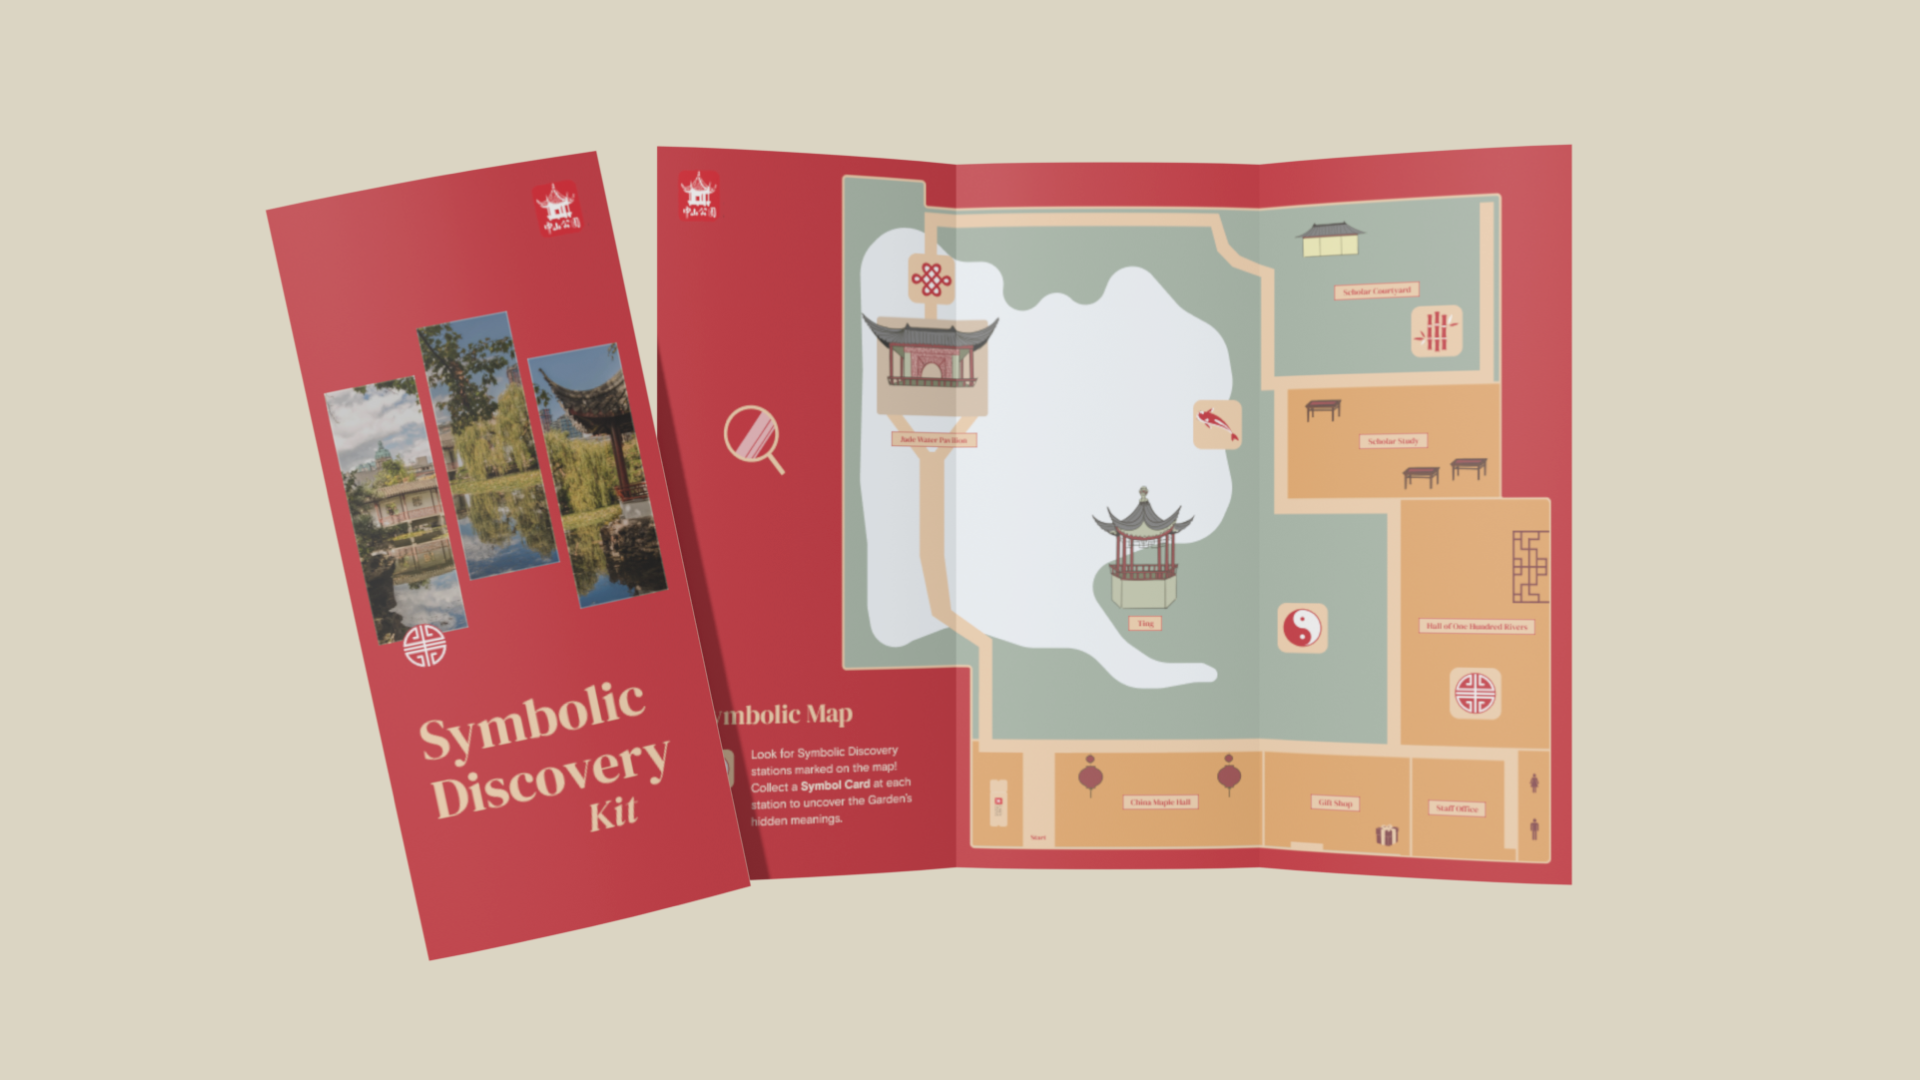 中山公園
Symbolic
Discovery
Kit
中山公園
ymbolic Map
Look for Symbolic Discovery
stations marked on the map!
Collect a Symbol Card at each
station to uncover the Garden's
hidden meanings.
Jade Water Pavilion
Ting
Scholar Courtyard
Scholar Study
Hall of One Hundred Rivers
China Maple Hall
Gift Shop
Staff Office
Start